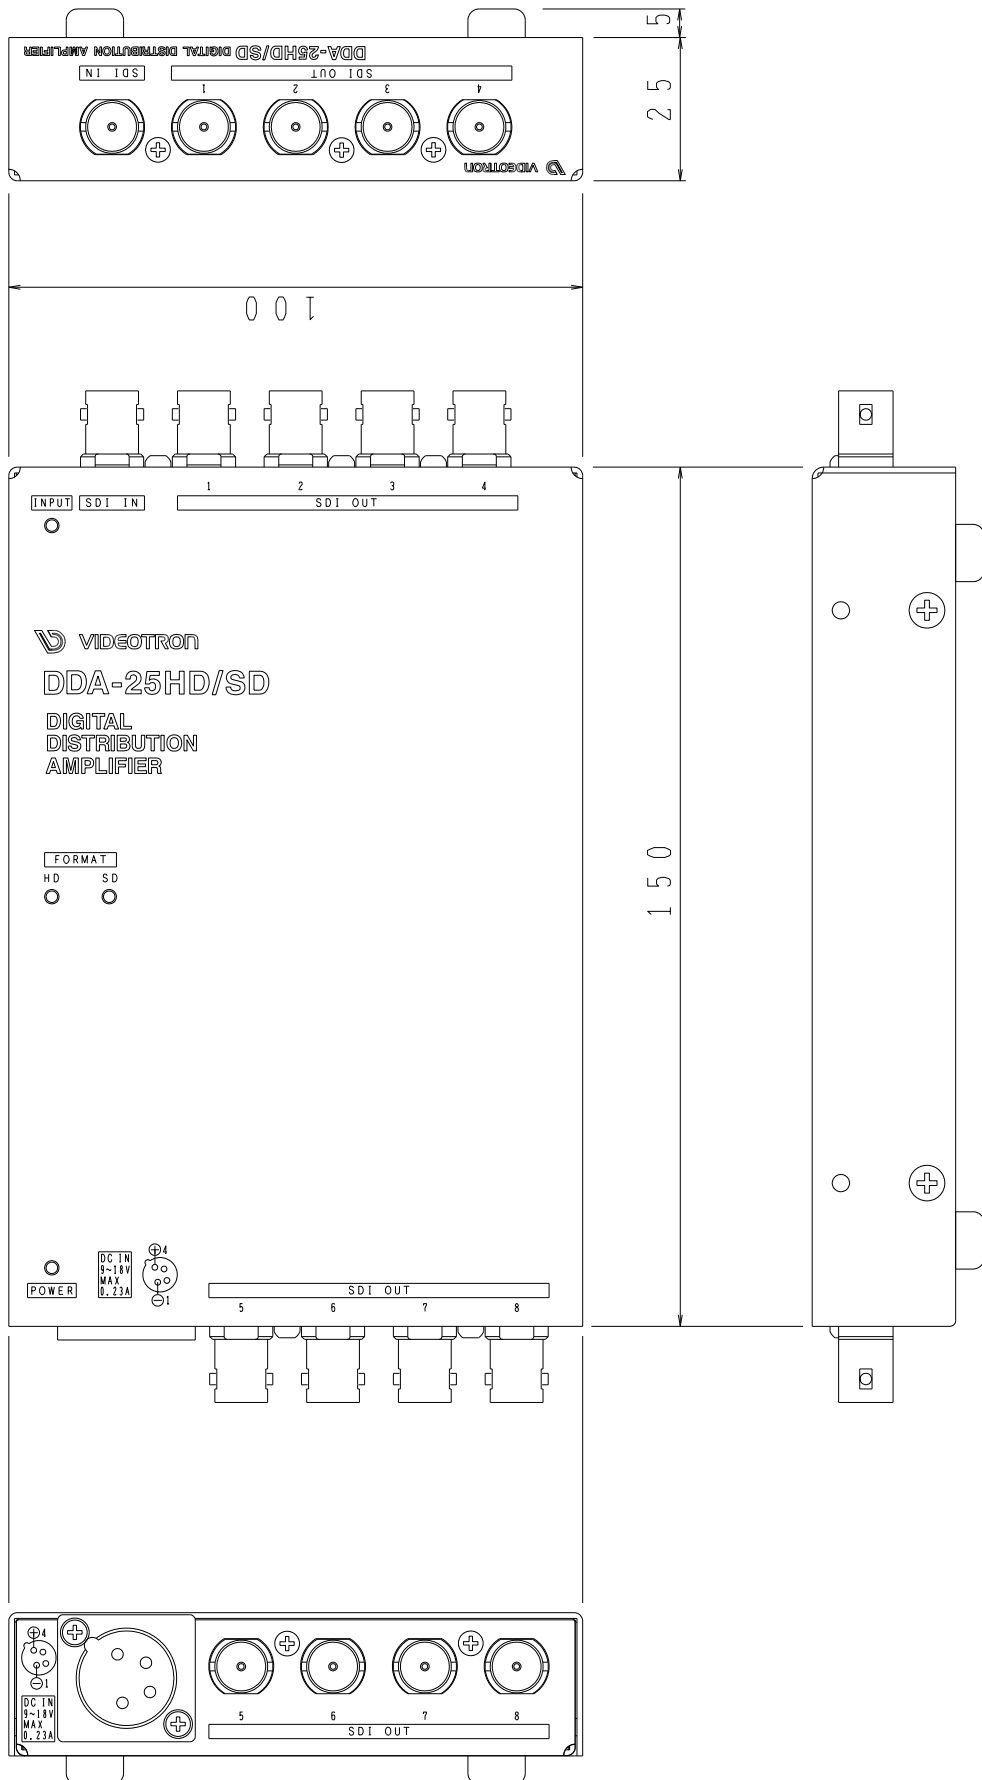 DDA-25HD/SD DIGITAL DISTRIBUTION AMPLIFIER
SDI IN
SDI OUT
1 2 3 4
VIDEOTRON
5
25
100
1 2 3 4
INPUT SDI IN SDI OUT
VIDEOTRON
DDA-25HD/SD
DIGITAL
DISTRIBUTION
AMPLIFIER
FORMAT
HD SD
150
POWER
DC IN
9~18V
MAX
0.23A
⊕4
⊖1
SDI OUT
5 6 7 8
⊕4
⊖1
DC IN
9~18V
MAX
0.23A
5 6 7 8
SDI OUT